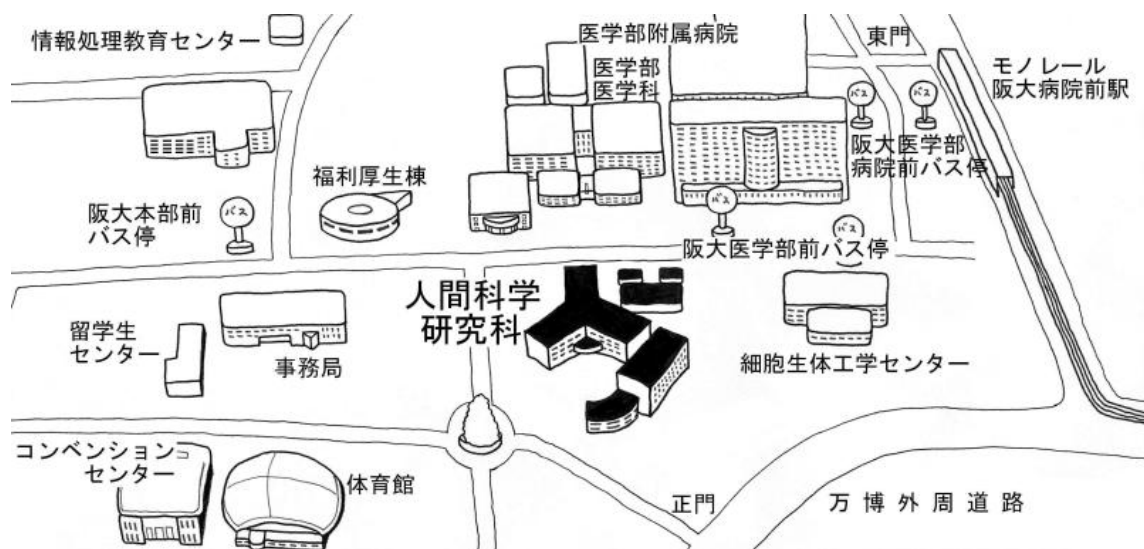 情報処理教育センター
医学部附属病院
医学部
医学科
東門
モノレール
阪大病院前駅
バス
バス
阪大医学部
病院前バス停
福利厚生棟
阪大本部前
バス停
バス
バス
バス
阪大医学部前バス停
人間科学
研究科
留学生
センター
事務局
細胞生体工学センター
コンベンション
センター
体育館
正門
万博外周道路